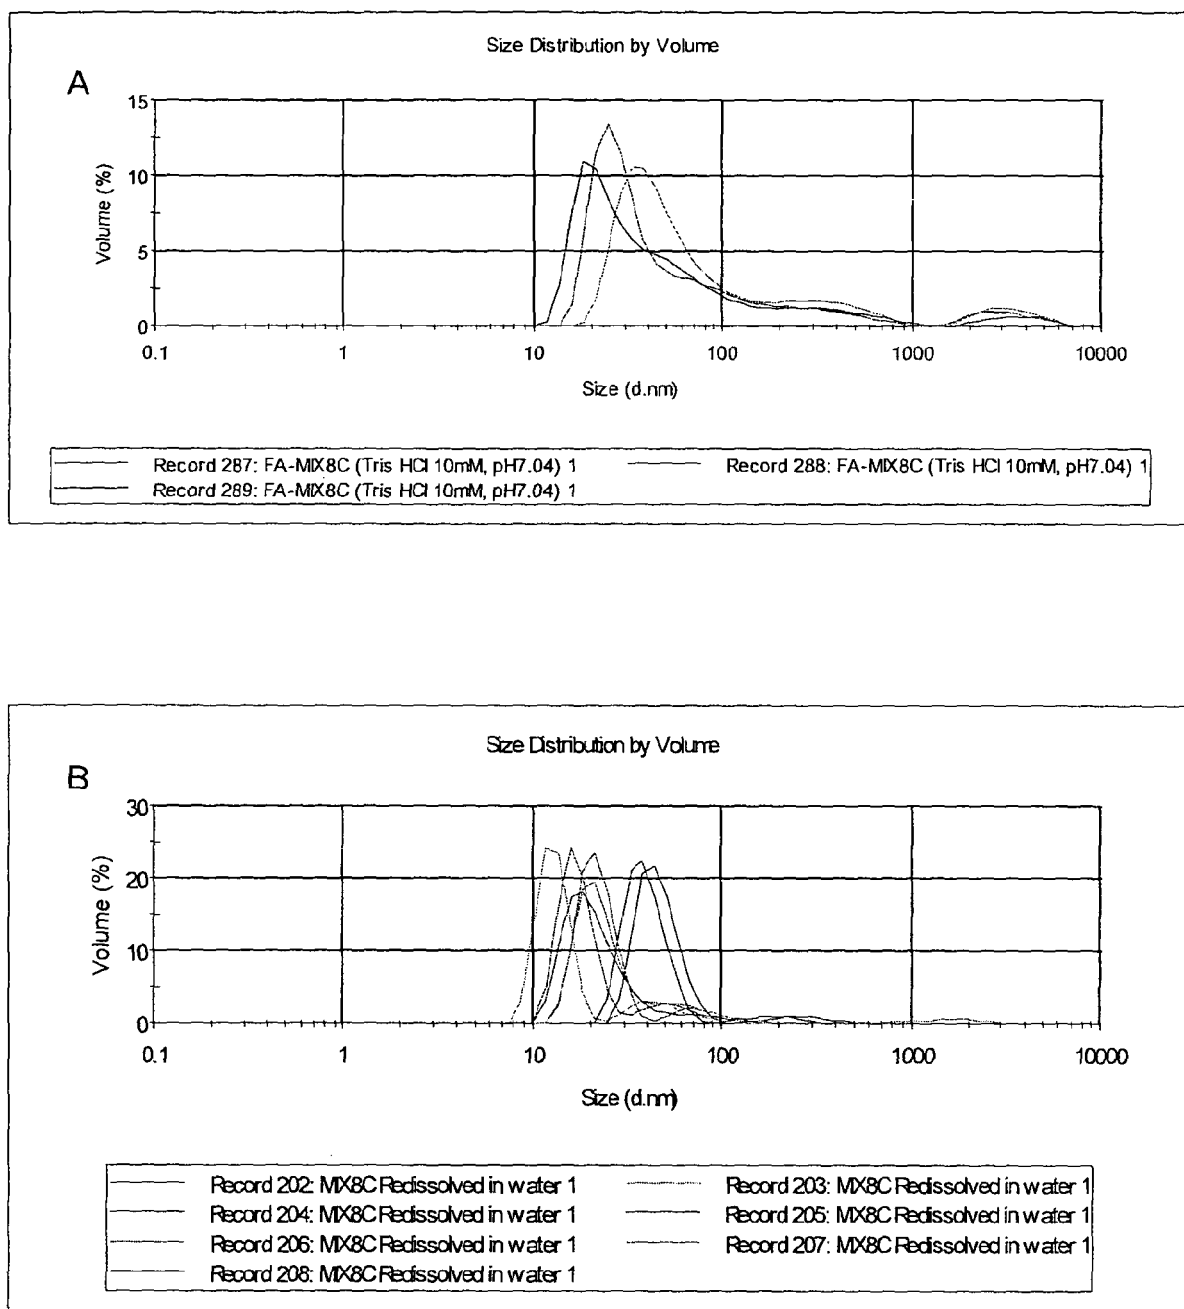 Size Distribution by Volume
A
15
10
5
0
Volume (%)
0.1 1 10 100 1000 10000
Size (d.nm)
Record 287: FA-MIX8C (Tris HCl 10mM, pH7.04) 1 Record 288: FA-MIX8C (Tris HCl 10mM, pH7.04) 1
Record 289: FA-MIX8C (Tris HCl 10mM, pH7.04) 1
Size Distribution by Volume
B
30
20
10
0
Volume (%)
0.1 1 10 100 1000 10000
Size (d.nm)
Record 202: MIX8C Redissolved in water 1 Record 203: MIX8C Redissolved in water 1
Record 204: MIX8C Redissolved in water 1 Record 205: MIX8C Redissolved in water 1
Record 206: MIX8C Redissolved in water 1 Record 207: MIX8C Redissolved in water 1
Record 208: MIX8C Redissolved in water 1